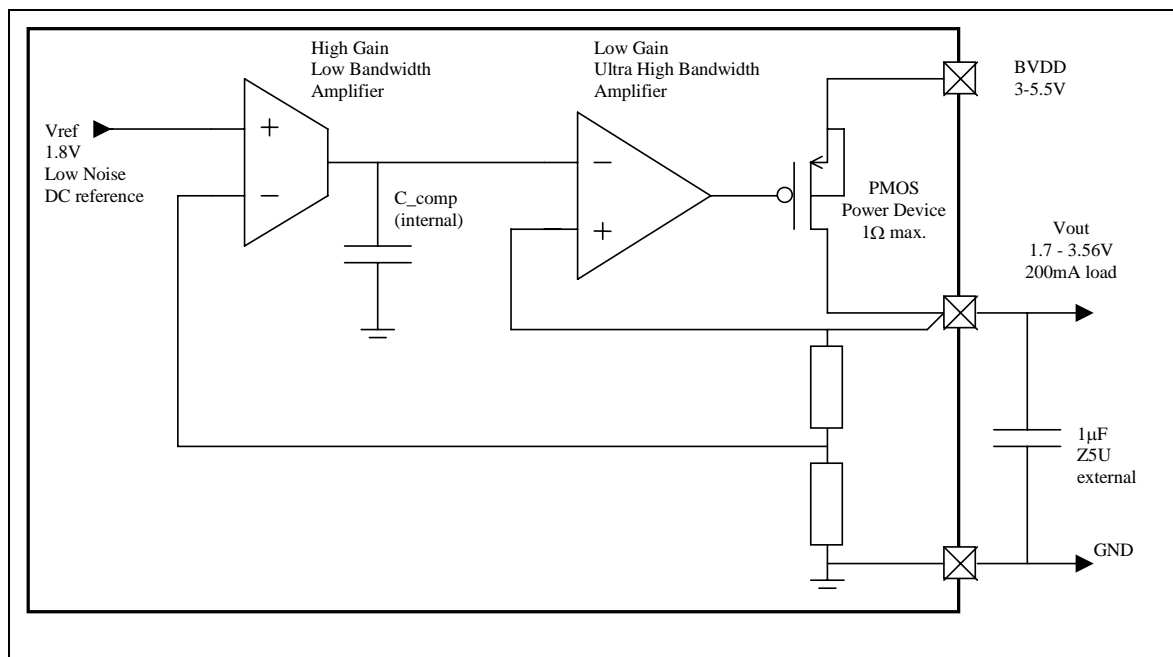 High Gain
Low Bandwidth
Amplifier
Low Gain
Ultra High Bandwidth
Amplifier
BVDD
3-5.5V
Vref
1.8V
Low Noise
DC reference
+
−
C_comp
(internal)
−
+
PMOS
Power Device
1Ω max.
Vout
1.7 - 3.56V
200mA load
1μF
Z5U
external
GND